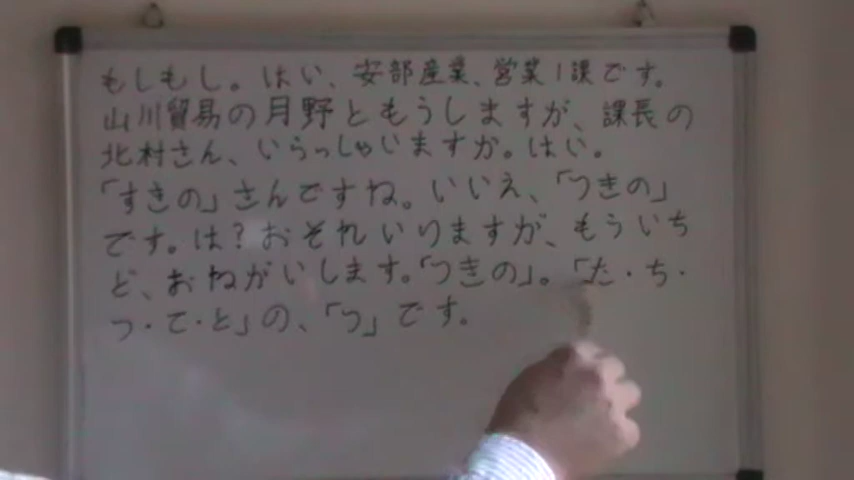 もしもし。はい、安部産業、営業1課です。
山川貿易の月野ともうしますが、課長の
北村さん、いらっしゃいますか。はい。
「すきの」さんですね。いいえ、「つきの」
です。は?おそれいりますが、もういち
ど、おねがいします。「つきの」。「た・ち・
つ・て・と」の、「つ」です。